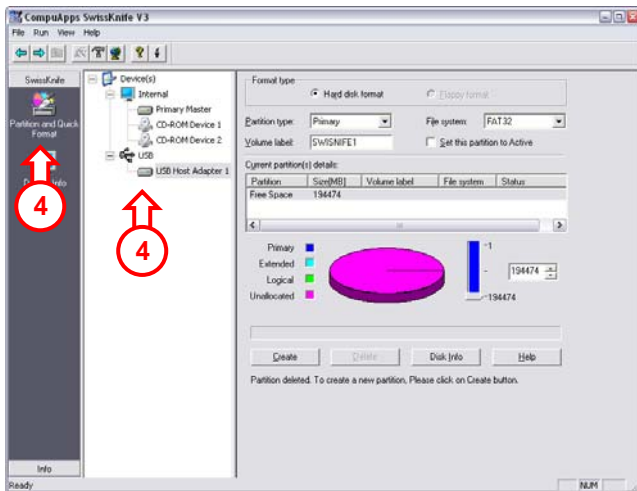 CompuApps SwissKnife V3
File Run View Help
SwissKnife
Partition and Quick
Format
Info
4
Device(s)
Internal
Primary Master
CD-ROM Device 1
CD-ROM Device 2
USB
USB Host Adapter 1
4
Format type
Hard disk format
Floppy format
Partition type: Primary
File system: FAT32
Volume label: SWISNIFE1
Set this partition to Active
Current partition(s) details:
Partition Size[MB] Volume label File system Status
Free Space 194474
Primary
Extended
Logical
Unallocated
-1
-
-194474
194474
Create Delete Disk Info Help
Partition deleted. To create a new partition, Please click on Create button.
Info
Ready
NUM